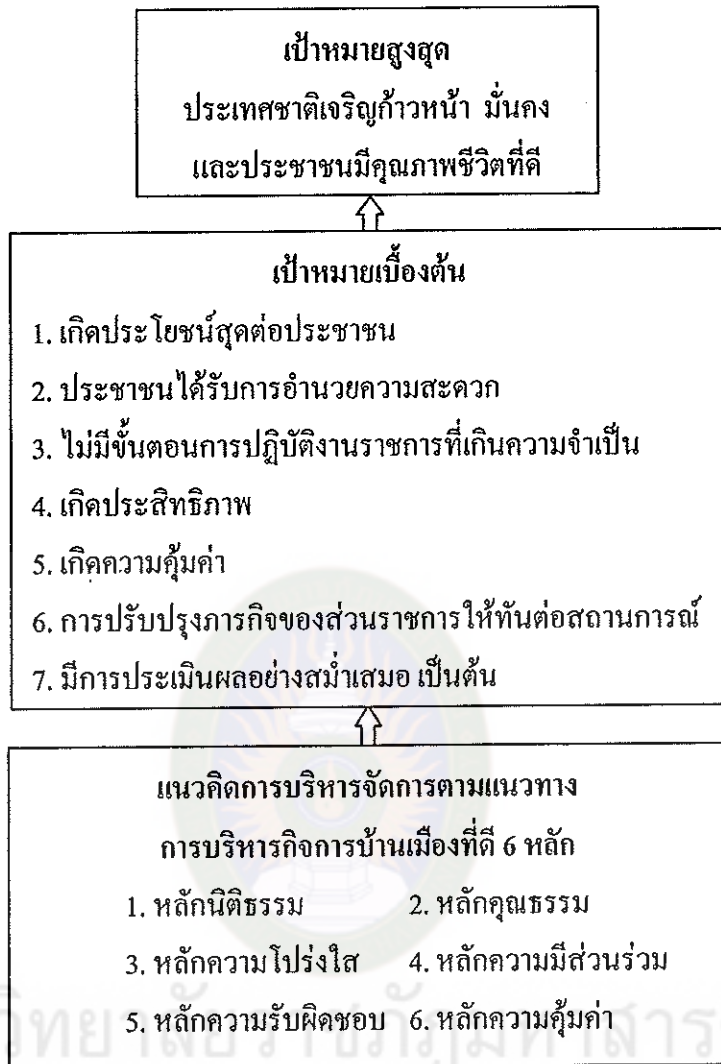 เป้าหมายสูงสุด
ประเทศชาติเจริญก้าวหน้า มั่นคง
และประชาชนมีคุณภาพชีวิตที่ดี
เป้าหมายเบื้องต้น
1. เกิดประโยชน์สุดต่อประชาชน
2. ประชาชนได้รับการอำนวยความสะดวก
3. ไม่มีขั้นตอนการปฏิบัติงานราชการที่เกินความจำเป็น
4. เกิดประสิทธิภาพ
5. เกิดความคุ้มค่า
6. การปรับปรุงภารกิจของส่วนราชการให้ทันต่อสถานการณ์
7. มีการประเมินผลอย่างสม่ำเสมอ เป็นต้น
แนวคิดการบริหารจัดการตามแนวทาง
การบริหารกิจการบ้านเมืองที่ดี 6 หลัก
1. หลักนิติธรรม 2. หลักคุณธรรม
3. หลักความโปร่งใส 4. หลักความมีส่วนร่วม
5. หลักความรับผิดชอบ 6. หลักความคุ้มค่า